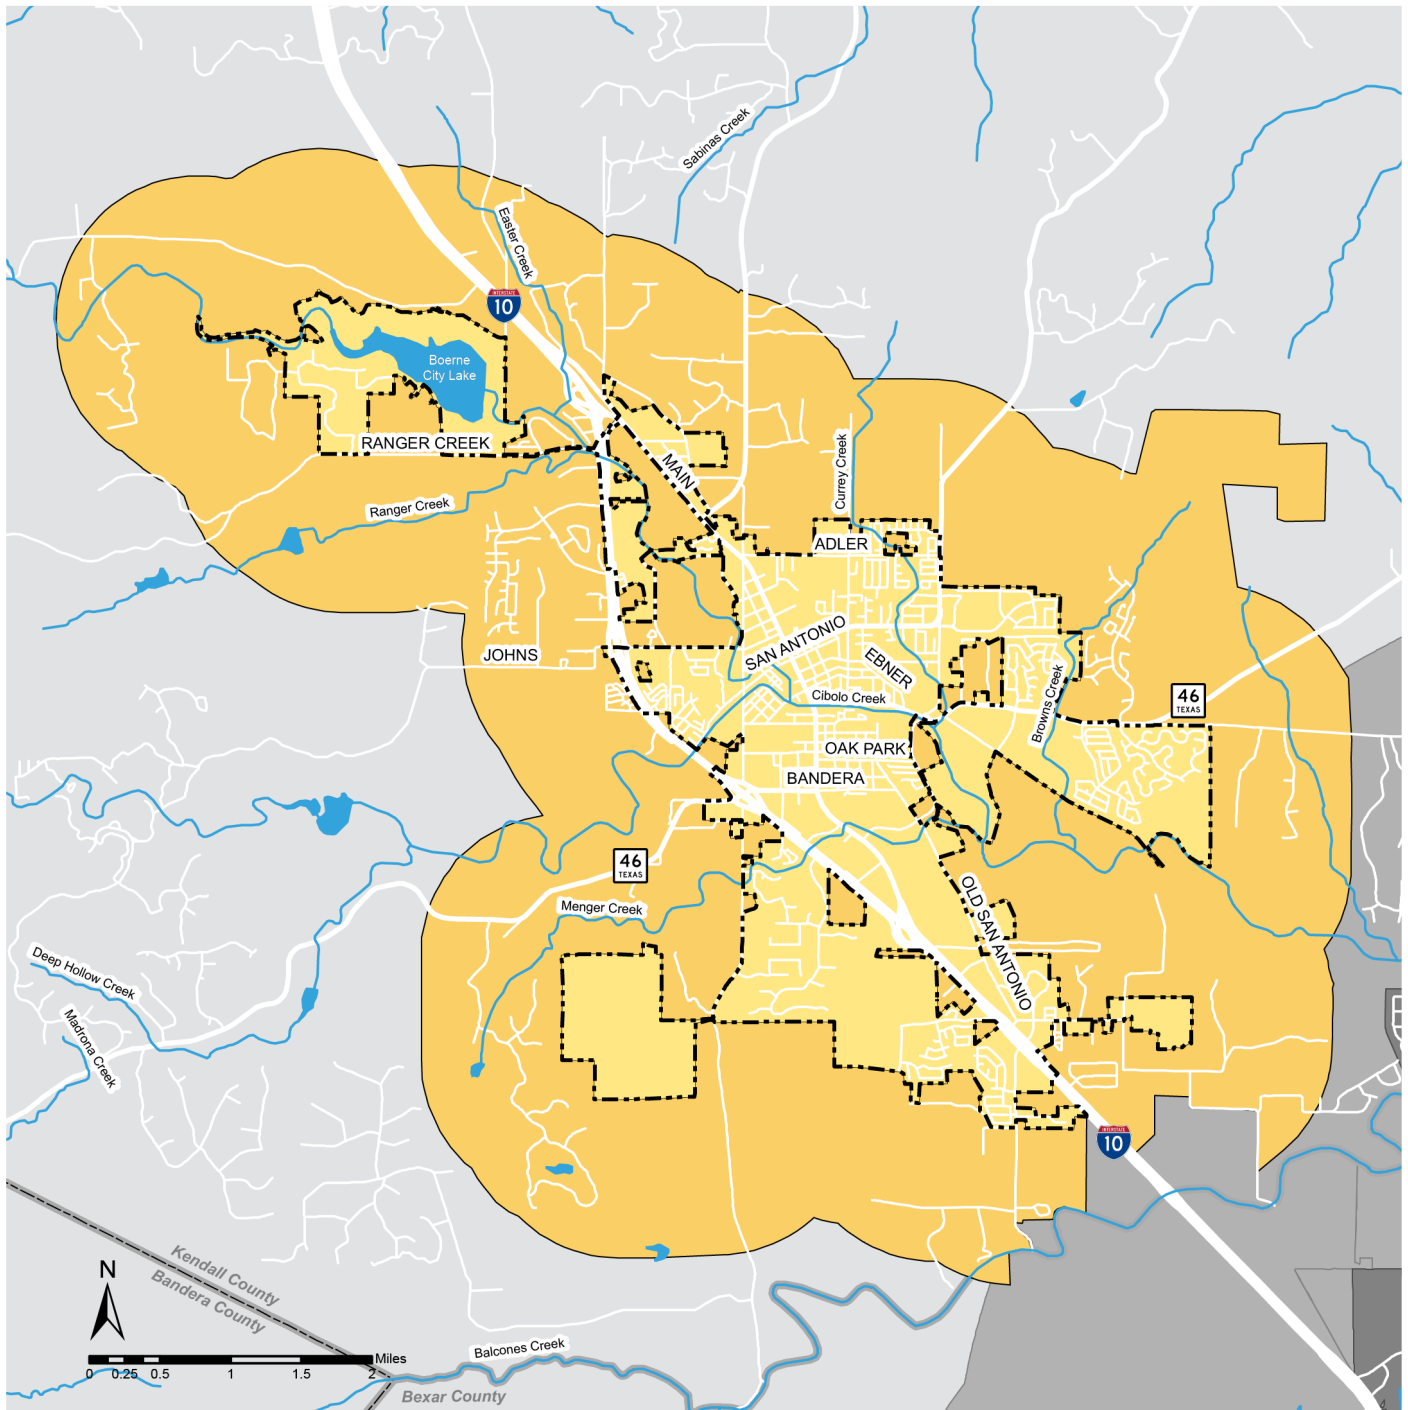 Sabinas Creek
Easter Creek
INTERSTATE
10
Boerne
City Lake
RANGER CREEK
MAIN
Currey Creek
Ranger Creek
ADLER
JOHNS
SAN ANTONIO
EBNER
Cibolo Creek
Browns Creek
46
TEXAS
OAK PARK
BANDERA
46
TEXAS
Menger Creek
OLD SAN ANTONIO
Deep Hollow Creek
Madrona Creek
INTERSTATE
10
Kendall County
Bandera County
N
Miles
0 0.25 0.5 1 1.5 2
Balcones Creek
Bexar County